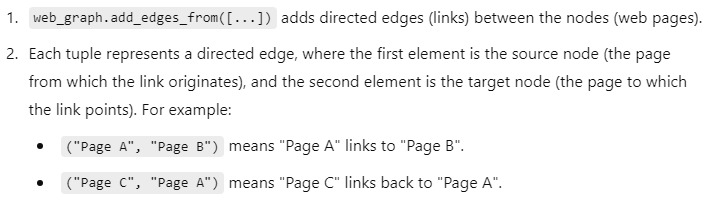 1. web_graph.add_edges_from([...]) adds directed edges (links) between the nodes (web pages).
2. Each tuple represents a directed edge, where the first element is the source node (the page
from which the link originates), and the second element is the target node (the page to which
the link points). For example:
• ("Page A", "Page B") means "Page A" links to "Page B".
• ("Page C", "Page A") means "Page C" links back to "Page A".